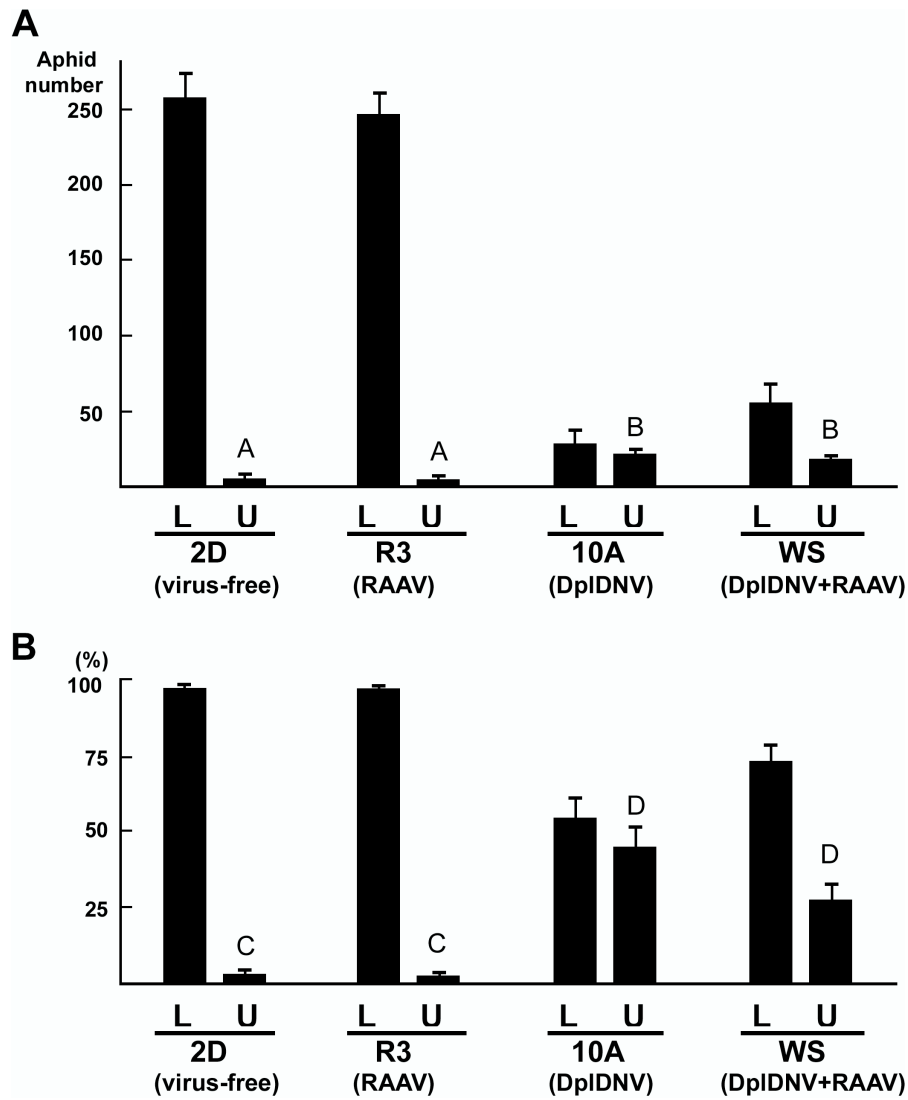 A
Aphid
number
250
200
150
100
50
A
A
B
B
L U L U L U L U
2D R3 10A WS
(virus-free) (RAAV) (DplDNV) (DplDNV+RAAV)
B
(%)
100
75
50
25
C
C
D
D
L U L U L U L U
2D R3 10A WS
(virus-free) (RAAV) (DplDNV) (DplDNV+RAAV)